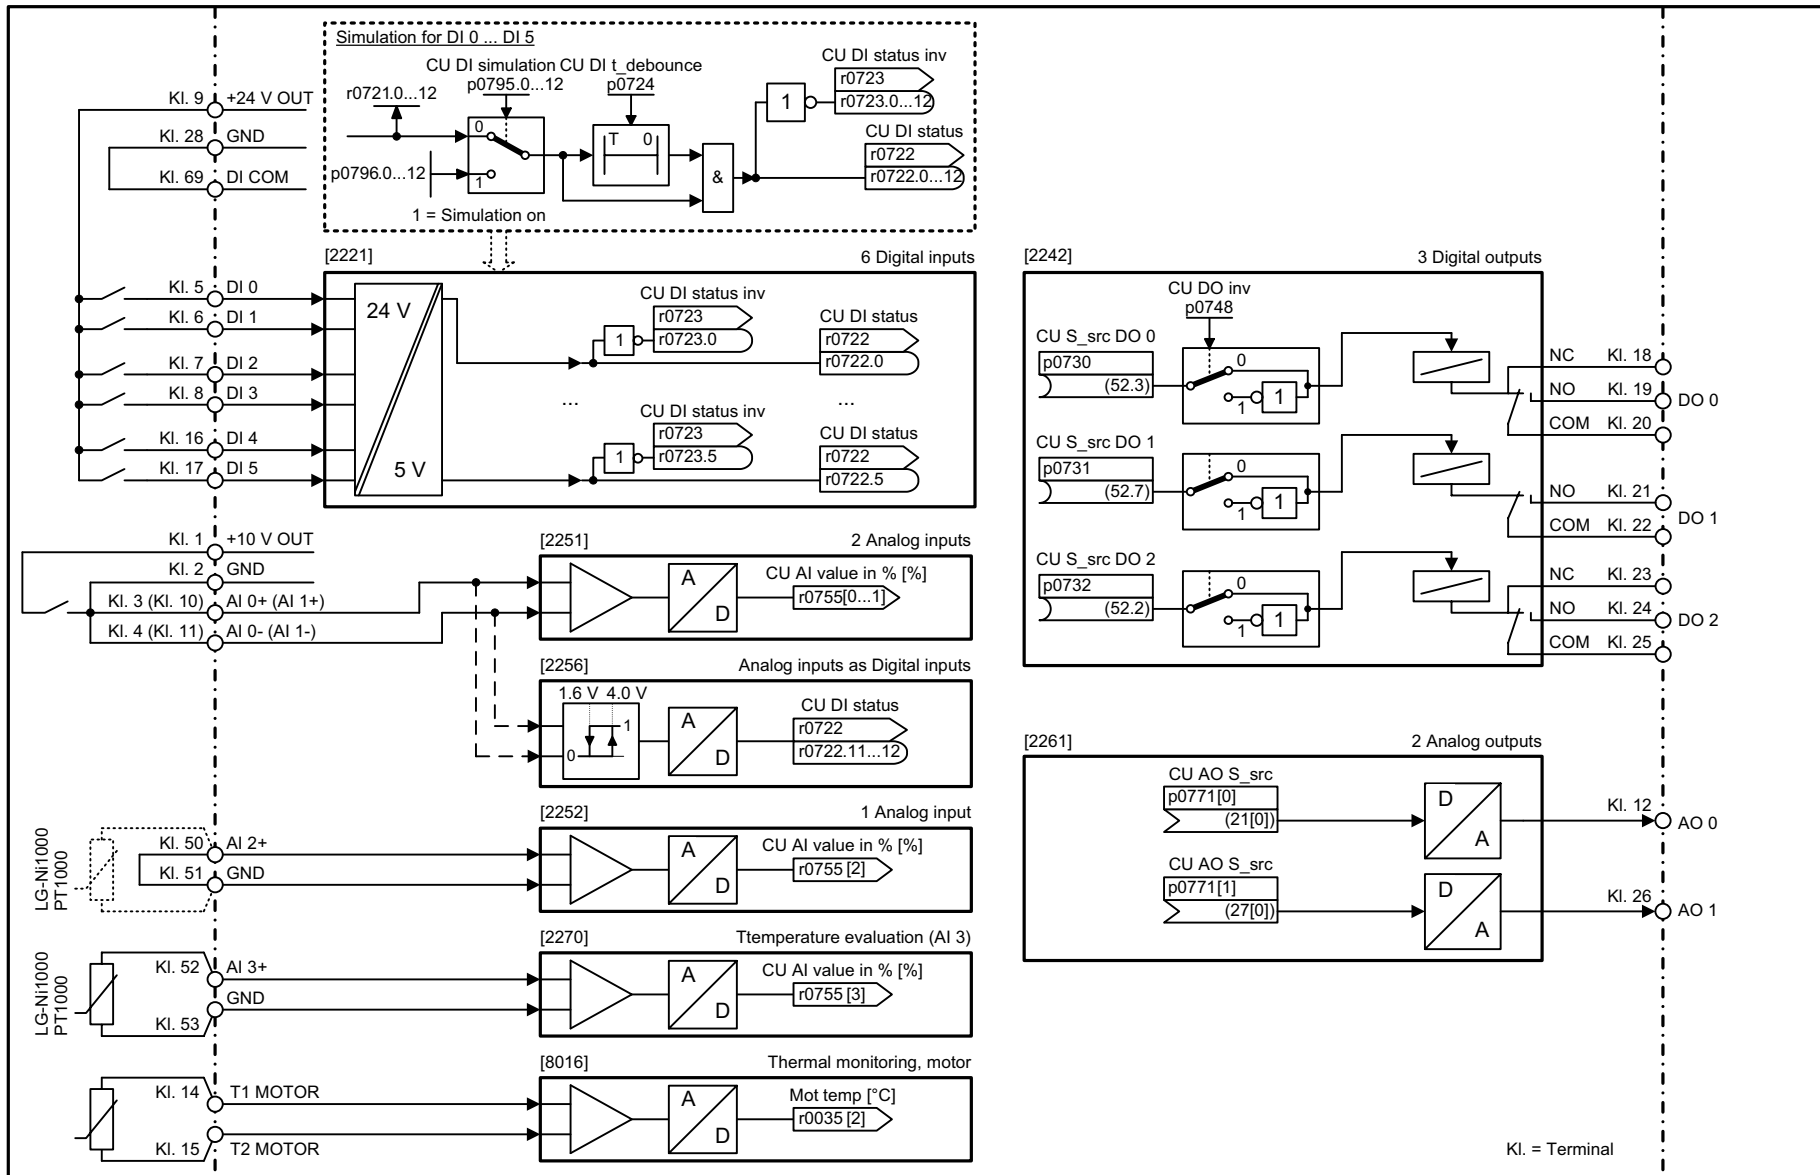 Simulation for DI 0 ... DI 5
CU DI simulation
p0795.0...12
CU DI t_debounce
p0724
CU DI status inv
r0723
r0723.0...12
r0721.0...12
0
T 0
1
CU DI status
r0722
r0722.0...12
p0796.0...12
1
&
1 = Simulation on
Kl. 9 +24 V OUT
Kl. 28 GND
Kl. 69 DI COM
[2221] 6 Digital inputs
Kl. 5 DI 0
Kl. 6 DI 1
Kl. 7 DI 2
Kl. 8 DI 3
Kl. 16 DI 4
Kl. 17 DI 5
24 V
5 V
CU DI status inv
r0723
r0723.0
1
CU DI status
r0722
r0722.0
... ...
CU DI status inv
r0723
r0723.5
1
CU DI status
r0722
r0722.5
Kl. 1 +10 V OUT
Kl. 2 GND
Kl. 3 (Kl. 10) AI 0+ (AI 1+)
Kl. 4 (Kl. 11) AI 0- (AI 1-)
[2251] 2 Analog inputs
A
D
CU AI value in % [%]
r0755[0...1]
[2256] Analog inputs as Digital inputs
1.6 V 4.0 V
1
0
A
D
CU DI status
r0722
r0722.11...12
LG-Ni1000
PT1000
Kl. 50 AI 2+
Kl. 51 GND
[2252] 1 Analog input
A
D
CU AI value in % [%]
r0755 [2]
LG-Ni1000
PT1000
Kl. 52 AI 3+
GND
Kl. 53
[2270] Ttemperature evaluation (AI 3)
A
D
CU AI value in % [%]
r0755 [3]
Kl. 14 T1 MOTOR
Kl. 15 T2 MOTOR
[8016] Thermal monitoring, motor
A
D
Mot temp [°C]
r0035 [2]
[2242] 3 Digital outputs
CU DO inv
p0748
CU S_src DO 0
p0730
(52.3)
0
1
1
NC Kl. 18
NO Kl. 19
COM Kl. 20
DO 0
CU S_src DO 1
p0731
(52.7)
0
1
1
NO Kl. 21
COM Kl. 22
DO 1
CU S_src DO 2
p0732
(52.2)
0
1
1
NC Kl. 23
NO Kl. 24
COM Kl. 25
DO 2
[2261] 2 Analog outputs
CU AO S_src
p0771[0]
(21[0])
D
A
Kl. 12
AO 0
CU AO S_src
p0771[1]
(27[0])
D
A
Kl. 26
AO 1
Kl. = Terminal